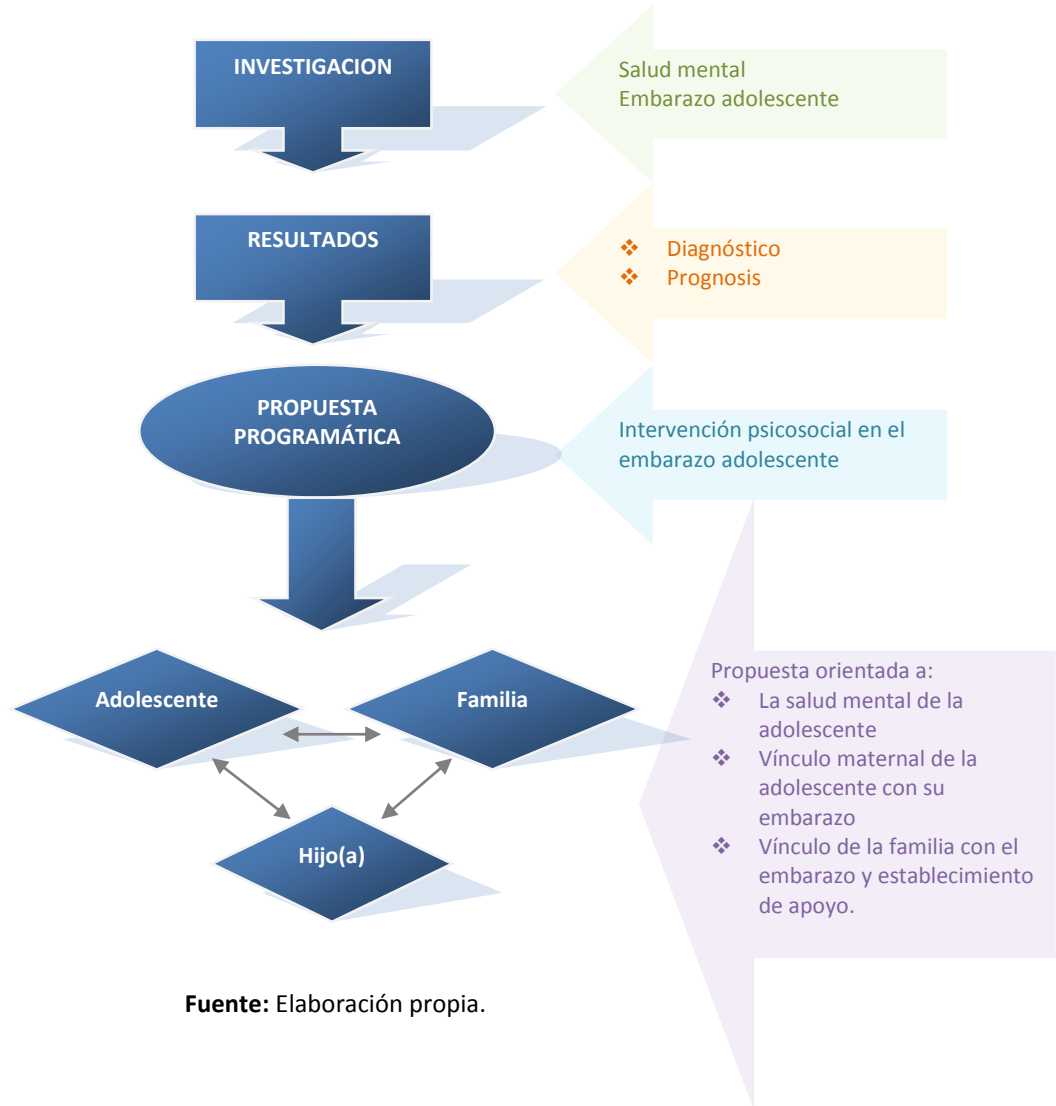 INVESTIGACION
Salud mental
Embarazo adolescente
RESULTADOS
❖ Diagnóstico
❖ Prognosis
PROPUESTA
PROGRAMÁTICA
Intervención psicosocial en el
embarazo adolescente
Adolescente
Familia
Hijo(a)
Propuesta orientada a:
❖ La salud mental de la
adolescente
❖ Vínculo maternal de la
adolescente con su
embarazo
❖ Vínculo de la familia con el
embarazo y establecimiento
de apoyo.
Fuente: Elaboración propia.